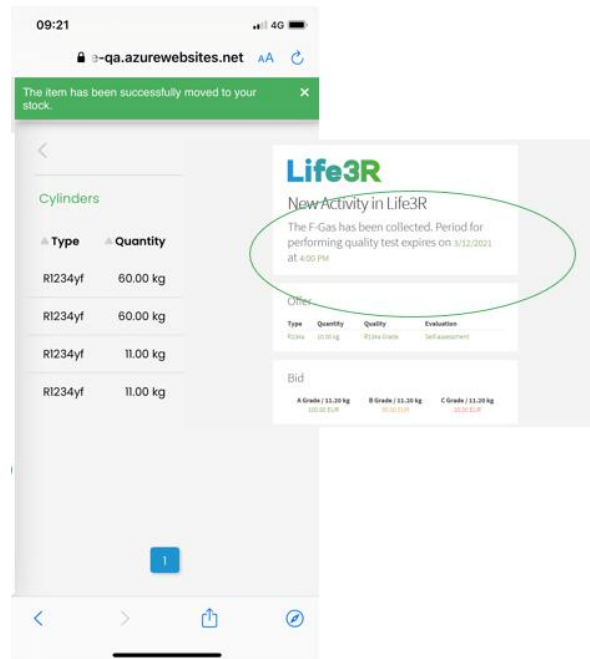 09:21
4G
e-qa.azurewebsites.net AA
The item has been successfully moved to your
stock.
Cylinders
Type Quantity
R1234yf 60.00 kg
R1234yf 60.00 kg
R1234yf 11.00 kg
R1234yf 11.00 kg
1
Life3R
New Activity in Life3R
The F-Gas has been collected. Period for
performing quality test expires on 3/12/2021
at 4:00 PM
Offer
Type Quantity Quality Evaluation
10.00 kg Grade Self-assessment
Bid
A Grade / 11.20 kg B Grade / 11.20 kg C Grade / 11.20 kg
100.00 EUR EUR EUR